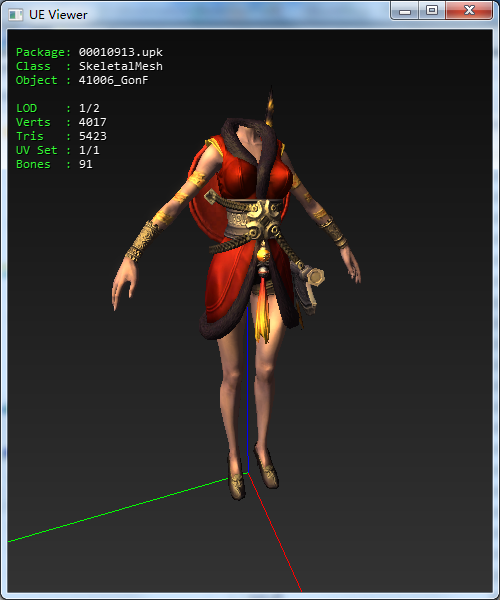 UE Viewer
Package: 00010913.upk
Class : SkeletalMesh
Object : 41006_GonF
LOD : 1/2
Verts : 4017
Tris : 5423
UV Set : 1/1
Bones : 91